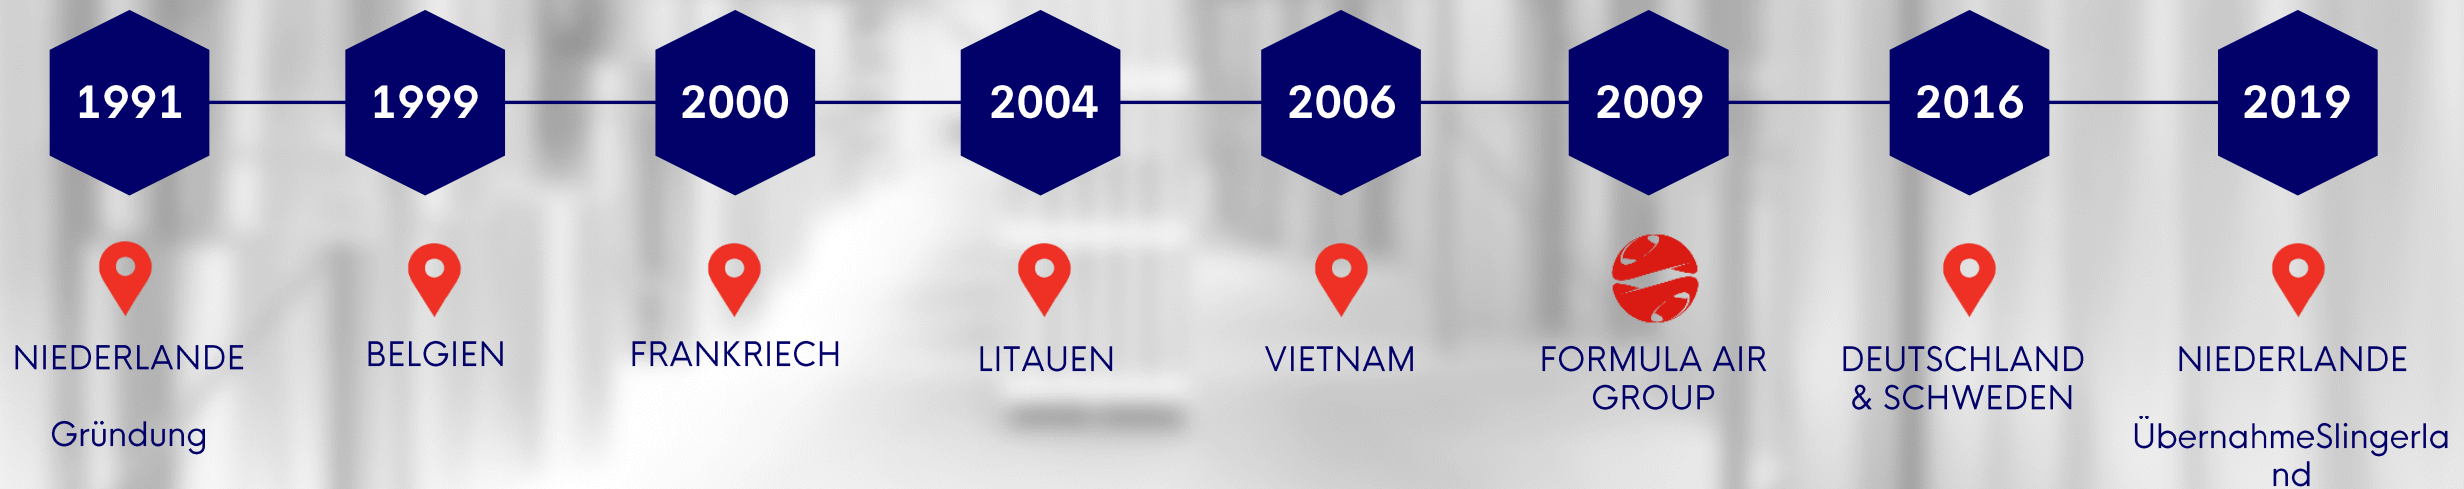 1991
1999
2000
2004
2006
2009
2016
2019
NIEDERLANDE
Gründung
BELGIEN
FRANKRIECH
LITAUEN
VIETNAM
FORMULA AIR
GROUP
DEUTSCHLAND
& SCHWEDEN
NIEDERLANDE
ÜbernahmeSlingerla
nd